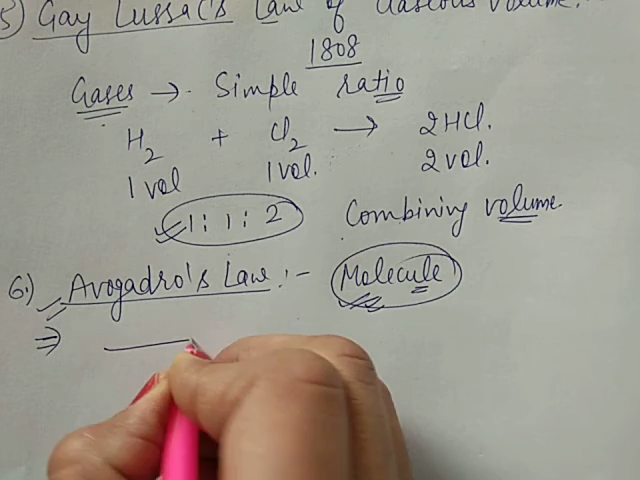 5) Gay Lussac's Law of Gaseous Volume.
1808
Gases → Simple ratio
H2 + Cl2 → 2HCl.
1 vol 1 vol. 2 vol.
1 : 1 : 2 Combining volume
6.) Avogadro's Law :- Molecule
⇒